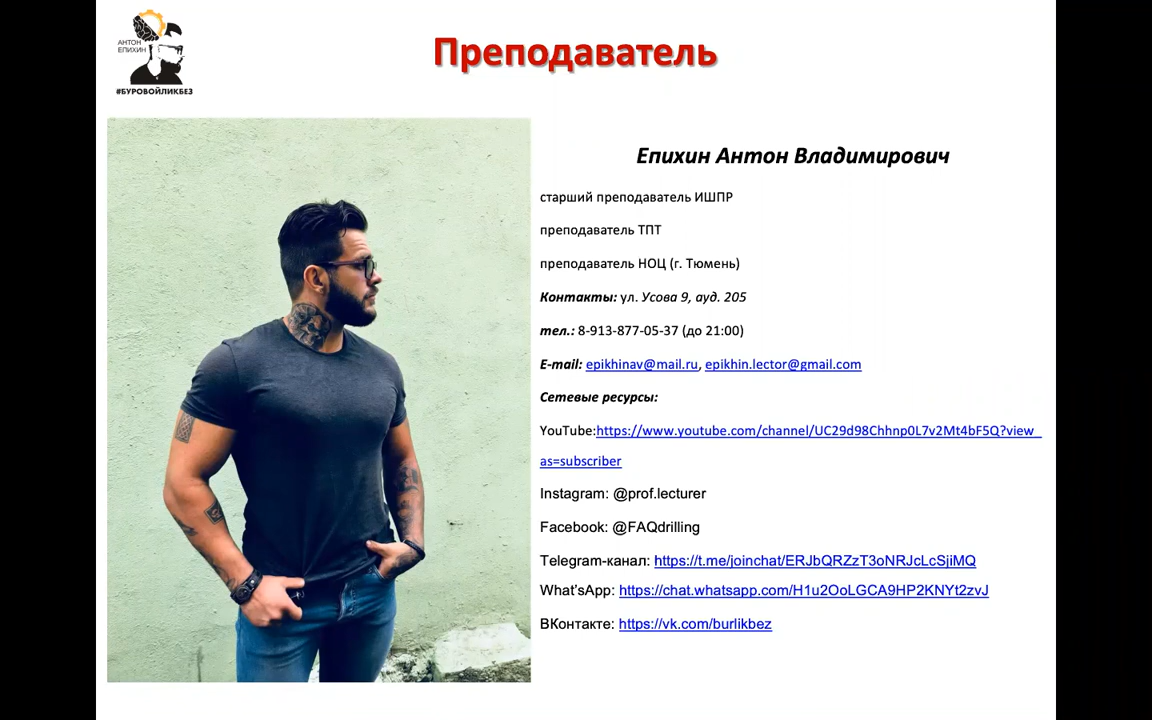 АНТОН
ЕПИХИН
#БУРОВОЙЛИКБЕЗ
Преподаватель
Епихин Антон Владимирович
старший преподаватель ИШПР
преподаватель ТПТ
преподаватель НОЦ (г. Тюмень)
Контакты: ул. Усова 9, ауд. 205
тел.: 8-913-877-05-37 (до 21:00)
E-mail: epikhinav@mail.ru, epikhin.lector@gmail.com
Сетевые ресурсы:
YouTube:https://www.youtube.com/channel/UC29d98Chhnp0L7v2Mt4bF5Q?view_
as=subscriber
Instagram: @prof.lecturer
Facebook: @FAQdrilling
Telegram-канал: https://t.me/joinchat/ERJbQRZzT3oNRJcLcSjiMQ
What'sApp: https://chat.whatsapp.com/H1u2OoLGCA9HP2KNYt2zvJ
ВКонтакте: https://vk.com/burlikbez